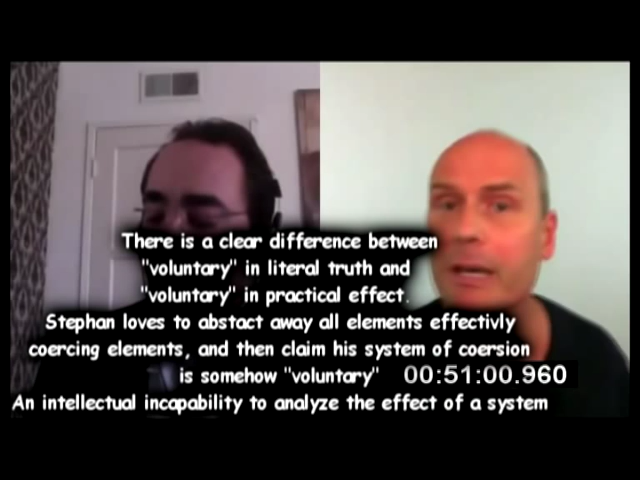 There is a clear difference between
"voluntary" in literal truth and
"voluntary" in practical effect.
Stephan loves to abstact away all elements effectivly
coercing elements, and then claim his system of coersion
is somehow "voluntary" 00:51:00.960
An intellectual incapability to analyze the effect of a system